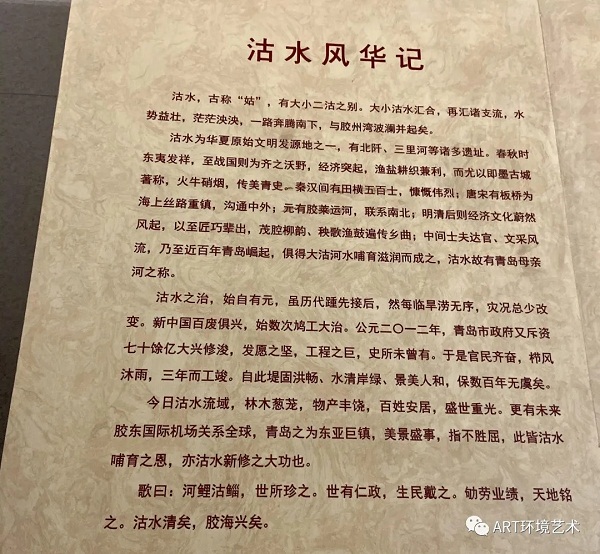 沽水风华记
沽水，古称“姑”，有大小二沽之别。大小沽水汇合，再汇诸支流，水
势益壮，茫茫泱泱，一路奔腾南下，与胶州湾波澜并起矣。
沽水为华夏原始文明发源地之一，有北阡、三里河等诸多遗址。春秋时
东夷发祥，至战国则为齐之沃野，经济突起，渔盐耕织兼利，而尤以即墨古城
著称，火牛硝烟，传美青史。秦汉间有田横五百士，慷慨伟烈；唐宋有板桥为
海上丝路重镇，沟通中外；元有胶莱运河，联系南北；明清后则经济文化蔚然
风起，以至匠巧辈出，茂腔柳韵、秧歌渔鼓遍传乡曲；中间士夫达官、文采风
流，乃至近百年青岛崛起，俱得大沽河水哺育滋润而成之，沽水故有青岛母亲
河之称。
沽水之治，始自有元，虽历代踵先接后，然每临旱涝无序，灾况总少改
变。新中国百废俱兴，始数次鸠工大治。公元二〇一二年，青岛市政府又斥资
七十馀亿大兴修浚，发愿之坚，工程之巨，史所未曾有。于是官民齐奋，栉风
沐雨，三年而工竣。自此堤固洪畅、水清岸绿、景美人和，保数百年无虞矣。
今日沽水流域，林木葱茏，物产丰饶，百姓安居，盛世重光。更有未来
胶东国际机场关系全球，青岛之为东亚巨镇，美景盛事，指不胜屈，此皆沽水
哺育之恩，亦沽水新修之大功也。
歌曰：河鲤沽鲻，世所珍之。世有仁政，生民戴之。劬劳业绩，天地铭
之。沽水清矣，胶海兴矣。
ART环境艺术